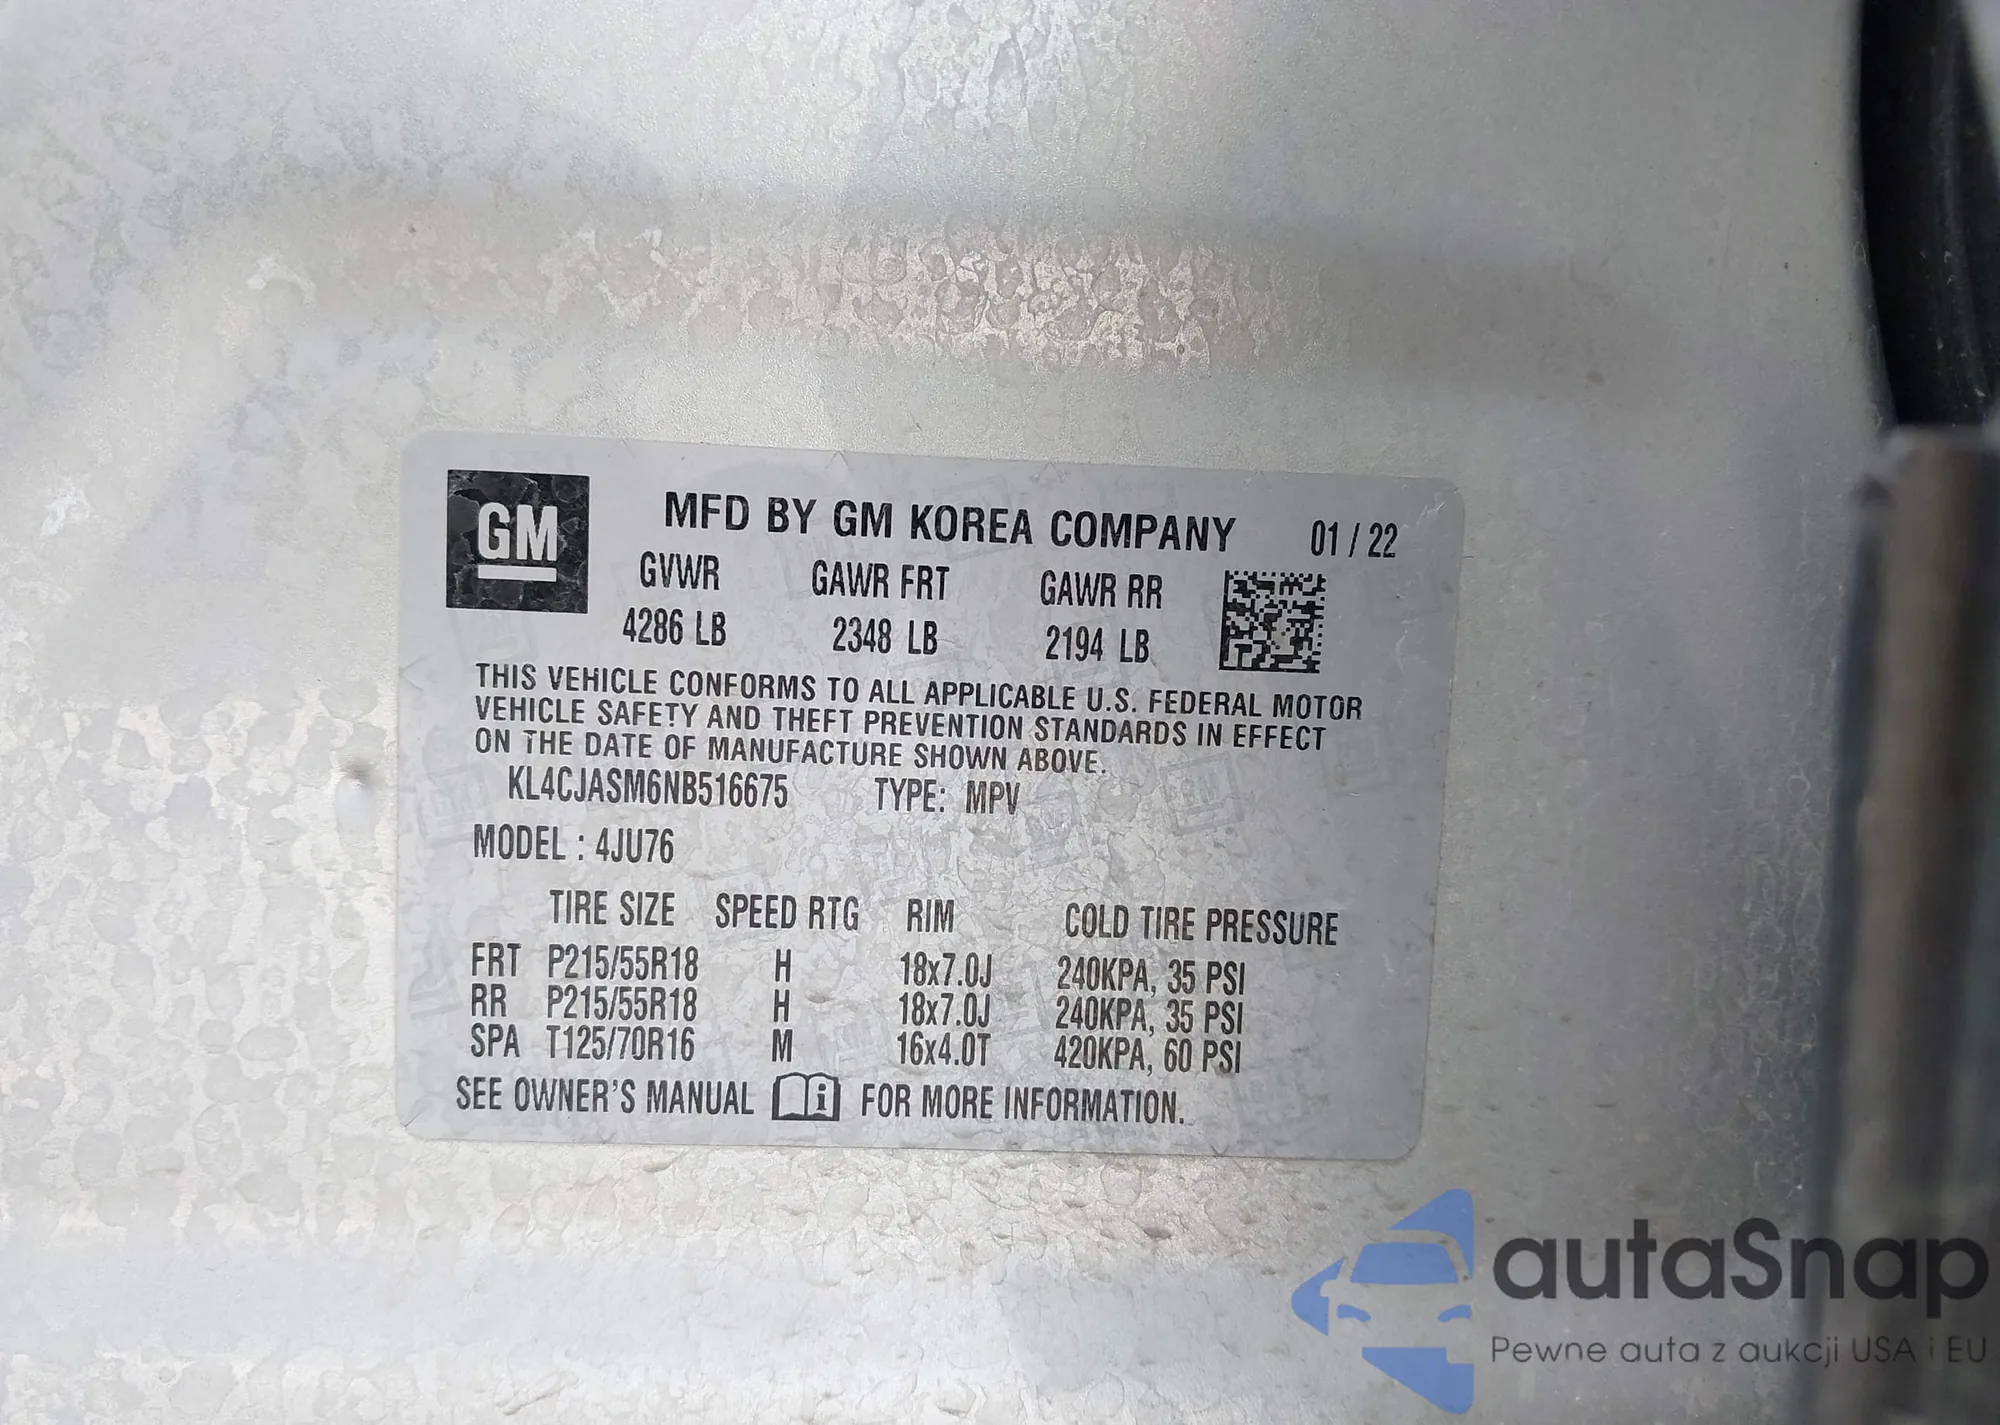 GM
MFD BY GM KOREA COMPANY 01 / 22
GVWR GAWR FRT GAWR RR
4286 LB 2348 LB 2194 LB
THIS VEHICLE CONFORMS TO ALL APPLICABLE U.S. FEDERAL MOTOR
VEHICLE SAFETY AND THEFT PREVENTION STANDARDS IN EFFECT
ON THE DATE OF MANUFACTURE SHOWN ABOVE.
KL4CJASM6NB516675 TYPE: MPV
MODEL : 4JU76
TIRE SIZE SPEED RTG RIM COLD TIRE PRESSURE
FRT P215/55R18 H 18x7.0J 240KPA, 35 PSI
RR P215/55R18 H 18x7.0J 240KPA, 35 PSI
SPA T125/70R16 M 16x4.0T 420KPA, 60 PSI
SEE OWNER'S MANUAL i FOR MORE INFORMATION.
autaSnap
Pewne auta z aukcji USA i EU